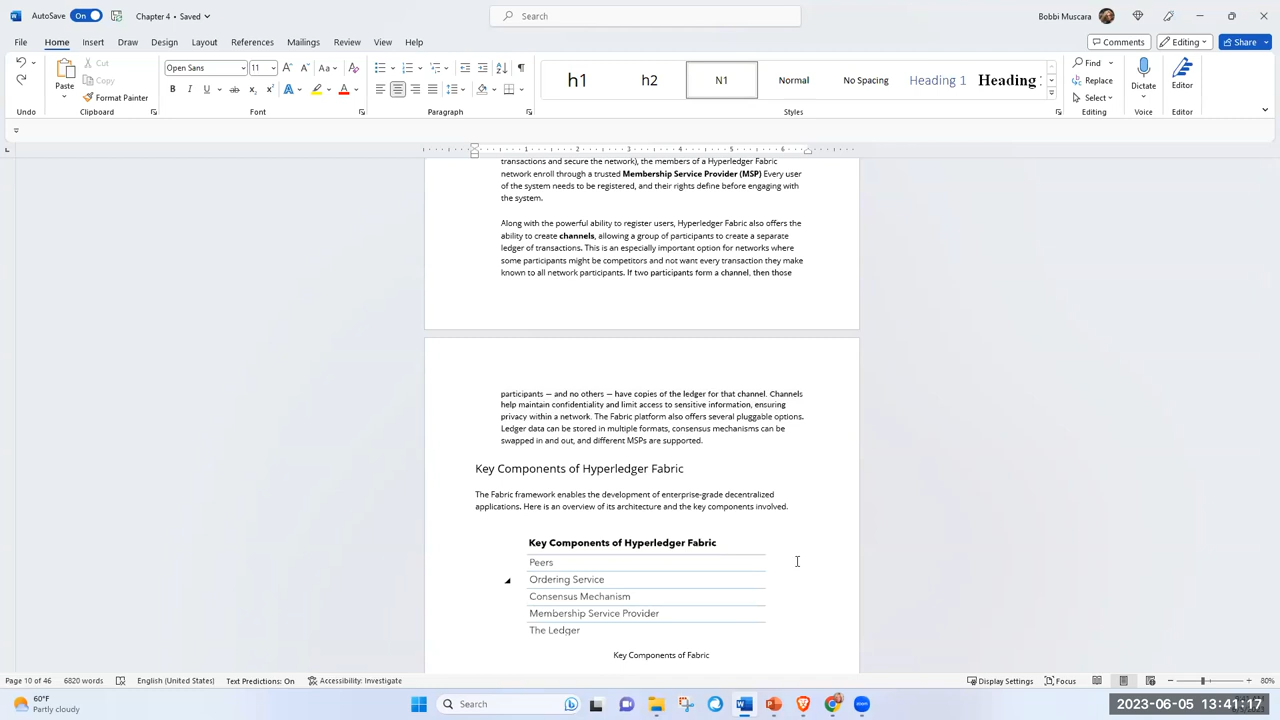 AutoSave On Chapter 4 • Saved Search Bobbi Muscara
File Home Insert Draw Design Layout References Mailings Review View Help Comments Editing Share
Paste Cut Copy Format Painter Open Sans 11 h1 h2 N1 Normal No Spacing Heading 1 Heading Find Replace Select Dictate Editor
Undo Clipboard Font Paragraph Styles Editing Voice Editor
transactions and secure the network), the members of a Hyperledger Fabric
network enroll through a trusted Membership Service Provider (MSP) Every user
of the system needs to be registered, and their rights define before engaging with
the system.
Along with the powerful ability to register users, Hyperledger Fabric also offers the
ability to create channels, allowing a group of participants to create a separate
ledger of transactions. This is an especially important option for networks where
some participants might be competitors and not want every transaction they make
known to all network participants. If two participants form a channel, then those
participants — and no others — have copies of the ledger for that channel. Channels
help maintain confidentiality and limit access to sensitive information, ensuring
privacy within a network. The Fabric platform also offers several pluggable options.
Ledger data can be stored in multiple formats, consensus mechanisms can be
swapped in and out, and different MSPs are supported.
Key Components of Hyperledger Fabric
The Fabric framework enables the development of enterprise-grade decentralized
applications. Here is an overview of its architecture and the key components involved.
Key Components of Hyperledger Fabric
Peers
Ordering Service
Consensus Mechanism
Membership Service Provider
The Ledger
Key Components of Fabric
Page 10 of 46 6820 words English (United States) Text Predictions: On Accessibility: Investigate Display Settings Focus 80%
60°F
Partly cloudy
Search
2023-06-05 13:41:17